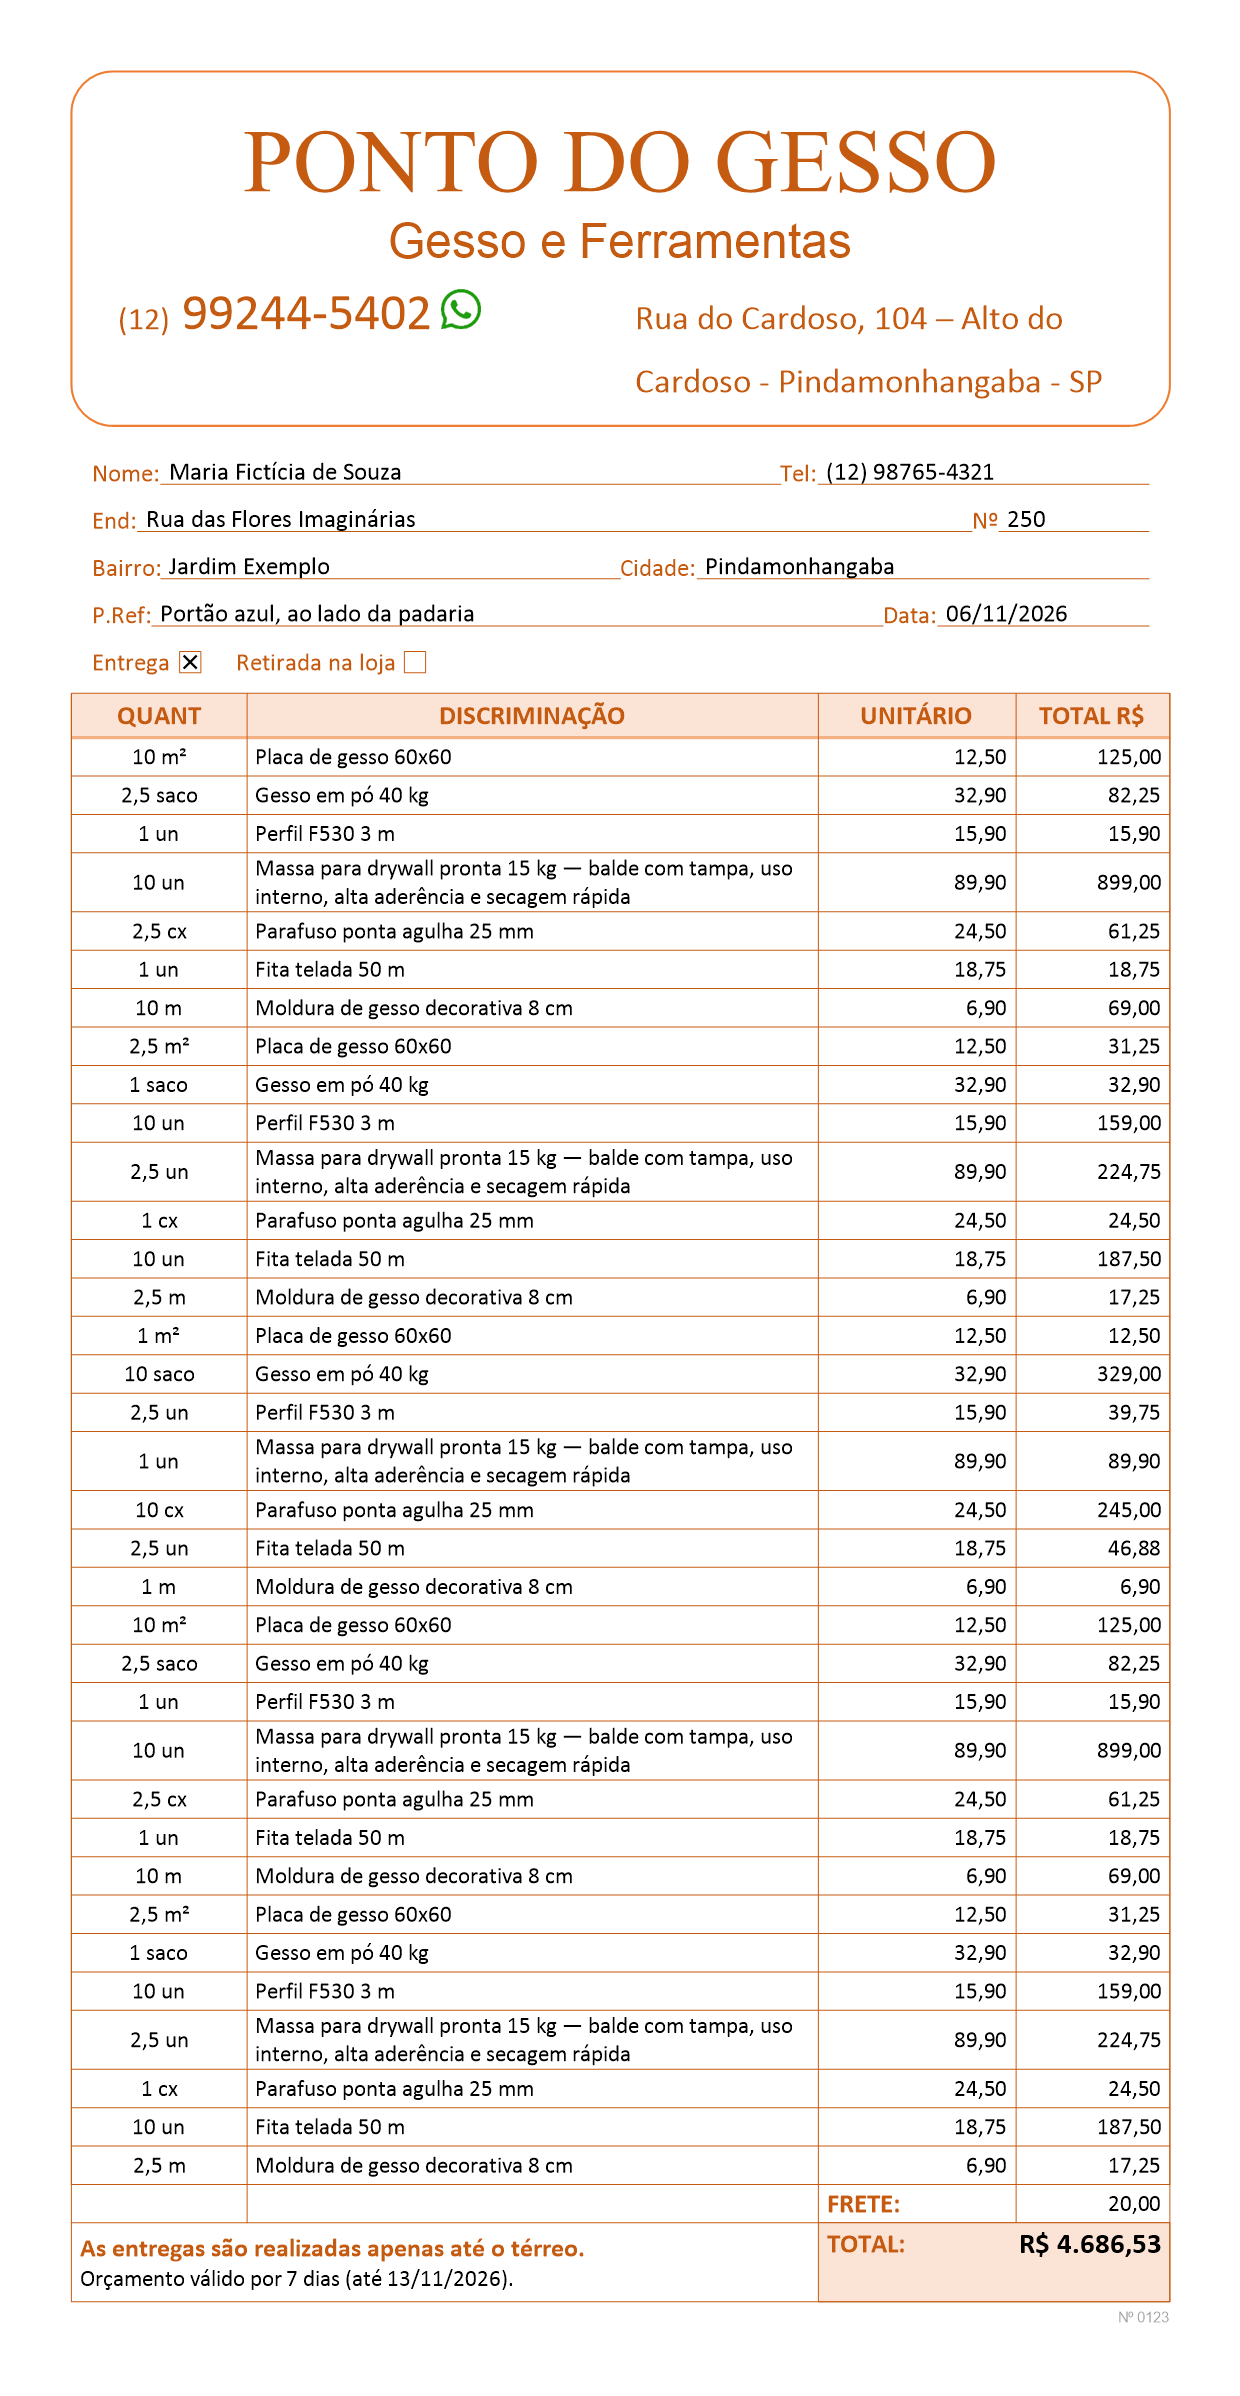 PONTO DO GESSO
Gesso e Ferramentas
(12) 99244-5402
Rua do Cardoso, 104 – Alto do
Cardoso - Pindamonhangaba - SP
Nome: Maria Fictícia de Souza Tel: (12) 98765-4321
End: Rua das Flores Imaginárias Nº 250
Bairro: Jardim Exemplo Cidade: Pindamonhangaba
P.Ref: Portão azul, ao lado da padaria Data: 06/11/2026
Entrega ☒ Retirada na loja ☐
QUANT DISCRIMINAÇÃO UNITÁRIO TOTAL R$
10 m² Placa de gesso 60x60 12,50 125,00
2,5 saco Gesso em pó 40 kg 32,90 82,25
1 un Perfil F530 3 m 15,90 15,90
10 un Massa para drywall pronta 15 kg — balde com tampa, uso
interno, alta aderência e secagem rápida 89,90 899,00
2,5 cx Parafuso ponta agulha 25 mm 24,50 61,25
1 un Fita telada 50 m 18,75 18,75
10 m Moldura de gesso decorativa 8 cm 6,90 69,00
2,5 m² Placa de gesso 60x60 12,50 31,25
1 saco Gesso em pó 40 kg 32,90 32,90
10 un Perfil F530 3 m 15,90 159,00
2,5 un Massa para drywall pronta 15 kg — balde com tampa, uso
interno, alta aderência e secagem rápida 89,90 224,75
1 cx Parafuso ponta agulha 25 mm 24,50 24,50
10 un Fita telada 50 m 18,75 187,50
2,5 m Moldura de gesso decorativa 8 cm 6,90 17,25
1 m² Placa de gesso 60x60 12,50 12,50
10 saco Gesso em pó 40 kg 32,90 329,00
2,5 un Perfil F530 3 m 15,90 39,75
1 un Massa para drywall pronta 15 kg — balde com tampa, uso
interno, alta aderência e secagem rápida 89,90 89,90
10 cx Parafuso ponta agulha 25 mm 24,50 245,00
2,5 un Fita telada 50 m 18,75 46,88
1 m Moldura de gesso decorativa 8 cm 6,90 6,90
10 m² Placa de gesso 60x60 12,50 125,00
2,5 saco Gesso em pó 40 kg 32,90 82,25
1 un Perfil F530 3 m 15,90 15,90
10 un Massa para drywall pronta 15 kg — balde com tampa, uso
interno, alta aderência e secagem rápida 89,90 899,00
2,5 cx Parafuso ponta agulha 25 mm 24,50 61,25
1 un Fita telada 50 m 18,75 18,75
10 m Moldura de gesso decorativa 8 cm 6,90 69,00
2,5 m² Placa de gesso 60x60 12,50 31,25
1 saco Gesso em pó 40 kg 32,90 32,90
10 un Perfil F530 3 m 15,90 159,00
2,5 un Massa para drywall pronta 15 kg — balde com tampa, uso
interno, alta aderência e secagem rápida 89,90 224,75
1 cx Parafuso ponta agulha 25 mm 24,50 24,50
10 un Fita telada 50 m 18,75 187,50
2,5 m Moldura de gesso decorativa 8 cm 6,90 17,25
FRETE: 20,00
As entregas são realizadas apenas até o térreo.
Orçamento válido por 7 dias (até 13/11/2026).
TOTAL: R$ 4.686,53
Nº 0123